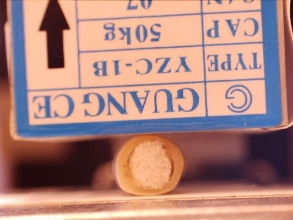 GUANG CE
TYPE YZC-1B
CAP 50kg